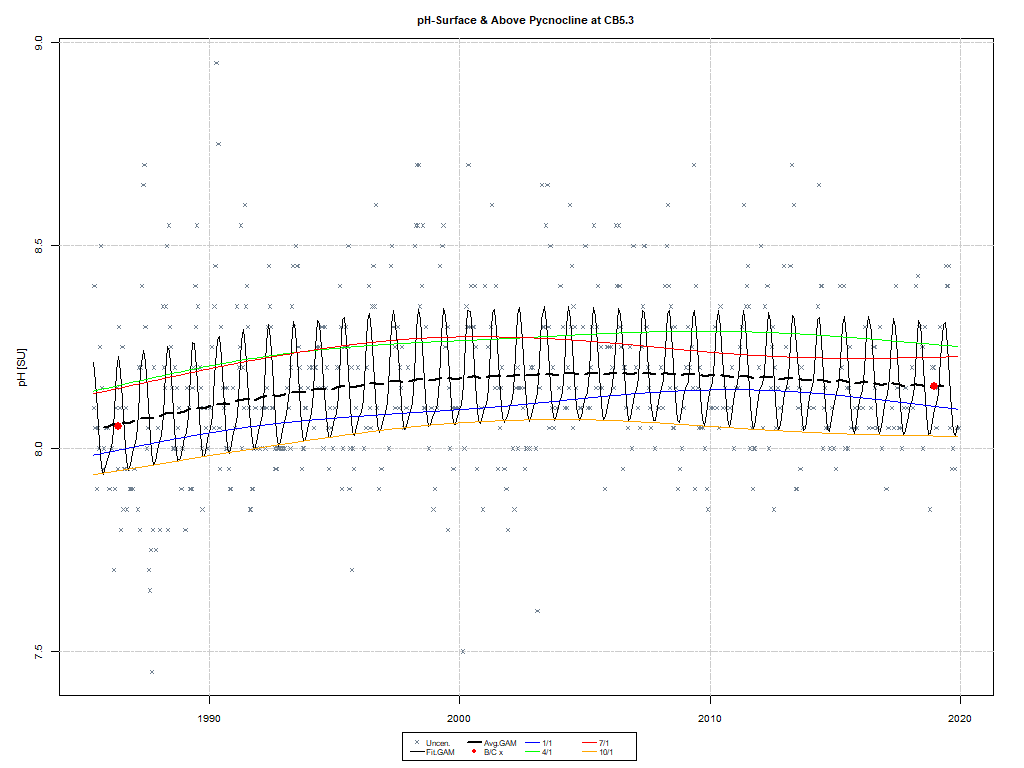 pH-Surface & Above Pycnocline at CB5.3
pH [SU]
9.0
8.5
8.0
7.5
1990 2000 2010 2020
Uncen. Avg.GAM 1/1 7/1
Fit.GAM B/C x 4/1 10/1